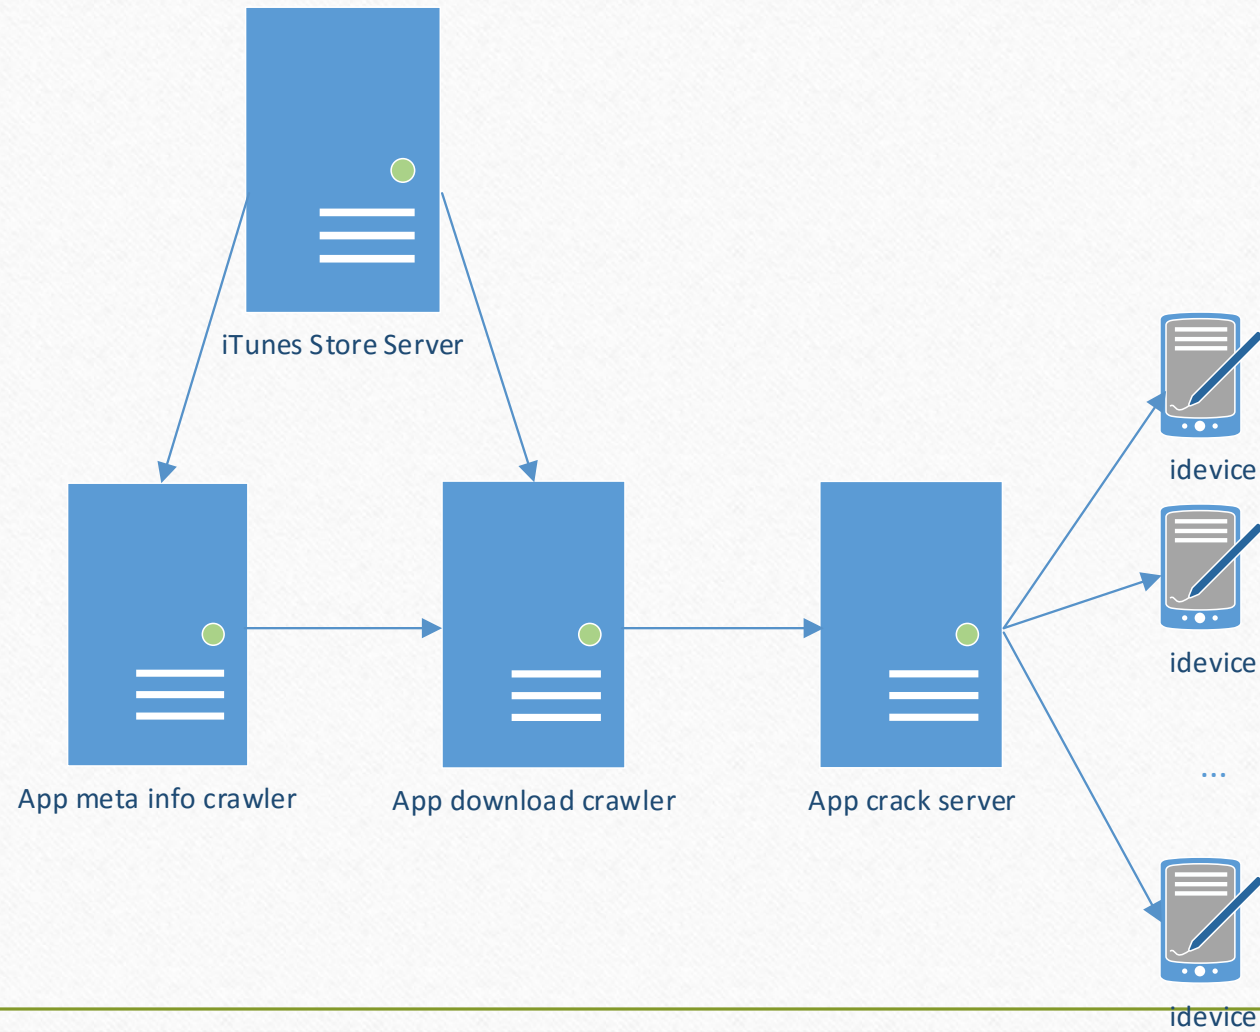 iTunes Store Server
idevice
idevice
...
App meta info crawler
App download crawler
App crack server
idevice